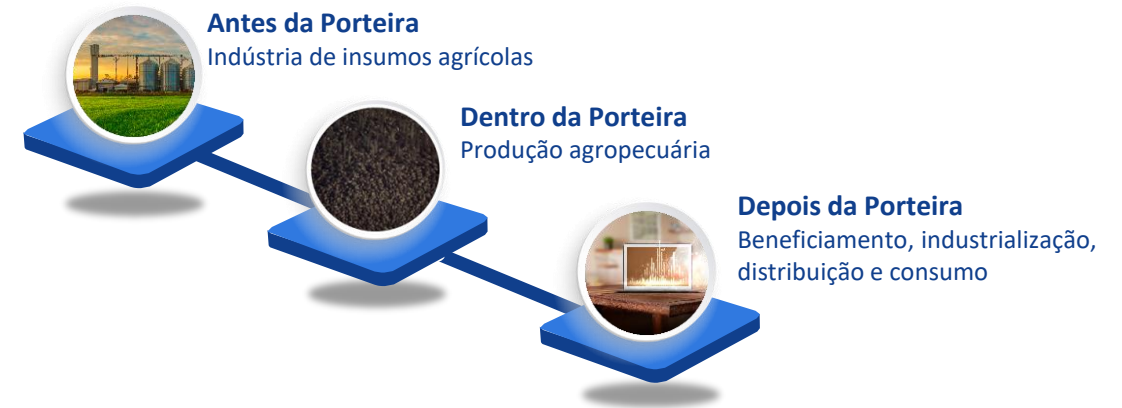 Antes da Porteira
Indústria de insumos agrícolas
Dentro da Porteira
Produção agropecuária
Depois da Porteira
Beneficiamento, industrialização,
distribuição e consumo